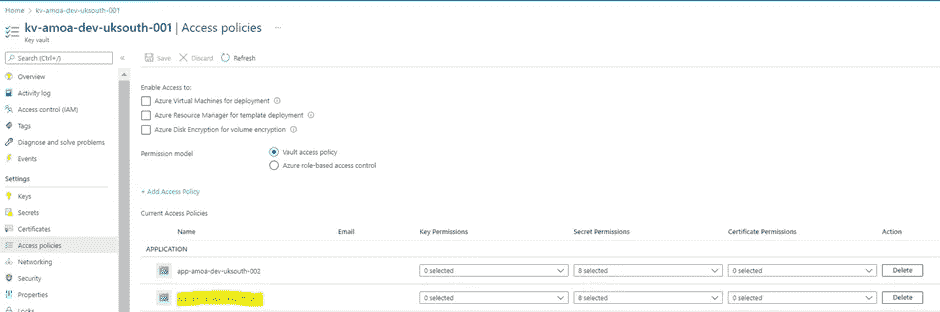 Home > kv-amoa-dev-uksouth-001
kv-amoa-dev-uksouth-001 | Access policies ...
Key vault
Search (Ctrl+/) «
Save Discard Refresh
Overview
Activity log
Access control (IAM)
Tags
Diagnose and solve problems
Events
Settings
Keys
Secrets
Certificates
Access policies
Networking
Security
Properties
Locks
Enable Access to:
Azure Virtual Machines for deployment
Azure Resource Manager for template deployment
Azure Disk Encryption for volume encryption
Permission model
Vault access policy
Azure role-based access control
+ Add Access Policy
Current Access Policies
Name Email Key Permissions Secret Permissions Certificate Permissions Action
APPLICATION
app-amoa-dev-uksouth-002 0 selected 8 selected 0 selected Delete
0 selected 8 selected 0 selected Delete